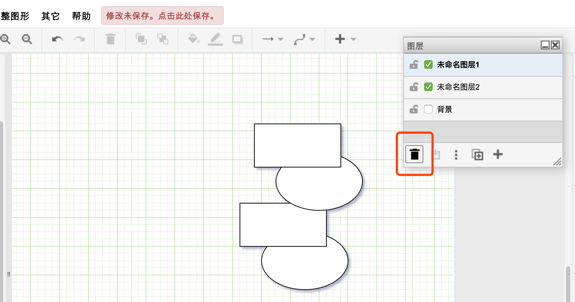 整图形 其它 帮助 修改未保存。点击此处保存。
图层
未命名图层1
未命名图层2
背景